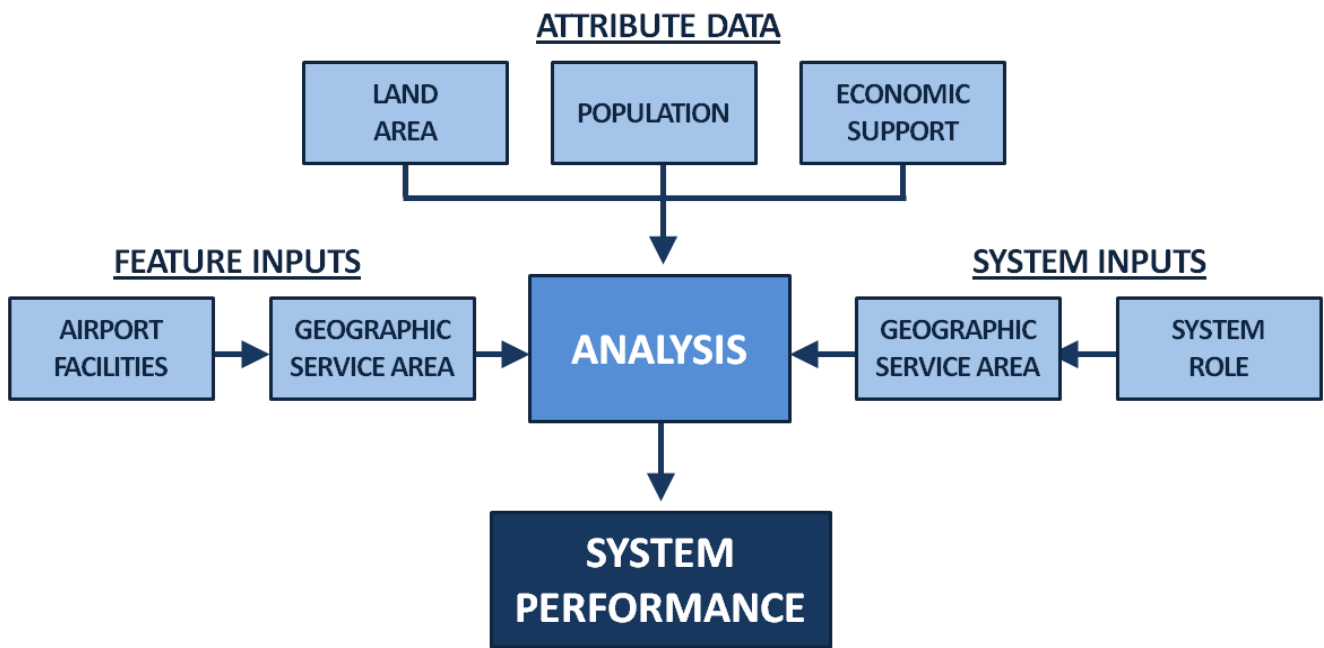 ATTRIBUTE DATA
LAND
AREA
POPULATION
ECONOMIC
SUPPORT
FEATURE INPUTS
AIRPORT
FACILITIES
GEOGRAPHIC
SERVICE AREA
ANALYSIS
SYSTEM INPUTS
GEOGRAPHIC
SERVICE AREA
SYSTEM
ROLE
SYSTEM
PERFORMANCE